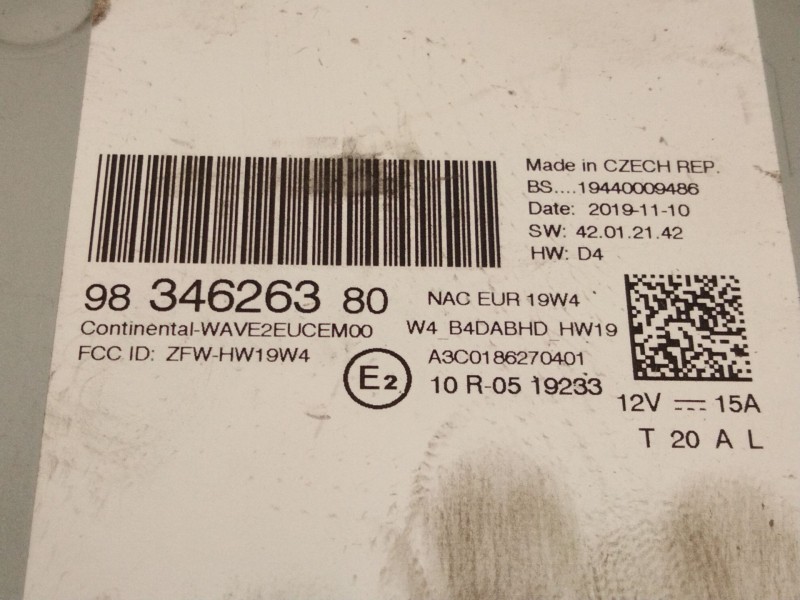 Made in CZECH REP.
BS....19440009486
Date: 2019-11-10
SW: 42.01.21.42
HW: D4
98 346263 80
NAC EUR 19W4
Continental-WAVE2EUCEM00
W4_B4DABHD_HW19
FCC ID: ZFW-HW19W4
A3C0186270401
E2
10 R-05 19233
12V ⎓ 15A
T 20 A L